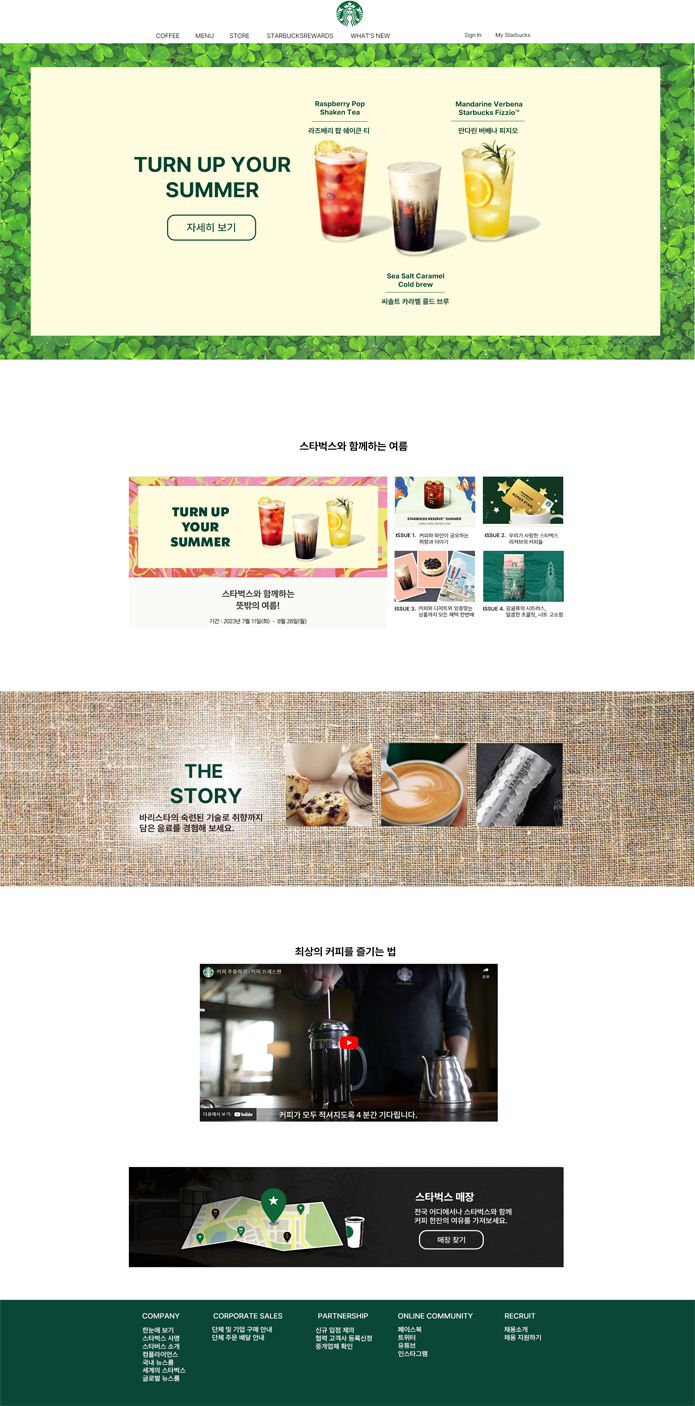 COFFEE MENU STORE STARBUCKSREWARDS WHAT'S NEW Sign In My Starbucks
Raspberry Pop
Shaken Tea
라즈베리 팝 쉐이큰 티
Mandarine Verbena
Starbucks Fizzio™
만다린 버베나 피지오
TURN UP YOUR
SUMMER
자세히 보기
Sea Salt Caramel
Cold brew
씨솔트 카라멜 콜드 브루
스타벅스와 함께하는 여름
TURN UP
YOUR
SUMMER
스타벅스와 함께하는
뜻밖의 여름!
기간 : 2023년 7월 11일(화) - 8월 28일(월)
STARBUCKS RESERVE™ SUMMER
ISSUE 1. 커피와 와인이 공유하는
취향과 이야기
ISSUE 2. 우리가 사랑한 스타벅스
리저브의 커피들
ISSUE 3. 커피와 디저트와 앙증맞는
상품까지 모든 혜택 한번에
ISSUE 4. 감귤류의 시트러스,
달콤한 초콜릿, 너트 고소함
THE
STORY
바리스타의 숙련된 기술로 취향까지
담은 음료를 경험해 보세요.
STARBUCKS
최상의 커피를 즐기는 법
커피 추출하기 - 커피 프레스편
공유
다음에서 보기: YouTube
커피가 모두 적셔지도록 4 분간 기다립니다.
스타벅스 매장
전국 어디에서나 스타벅스와 함께
커피 한잔의 여유를 가져보세요.
매장 찾기
COMPANY
한눈에 보기
스타벅스 사명
스타버스 소개
컴플라이언스
국내 뉴스룸
세계의 스타벅스
글로벌 뉴스룸
CORPORATE SALES
단체 및 기업 구매 안내
단체 주문 배달 안내
PARTNERSHIP
신규 입점 제의
협력 고객사 등록신청
중개업체 확인
ONLINE COMMUNITY
페이스북
트위터
유튜브
인스타그램
RECRUIT
채용소개
채용 지원하기